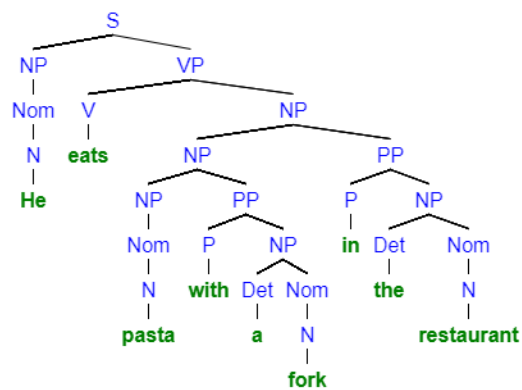 S
NP VP
Nom V NP
N eats NP PP
He NP PP P NP
Nom P NP in Det Nom
N with Det Nom the N
pasta a N restaurant
fork